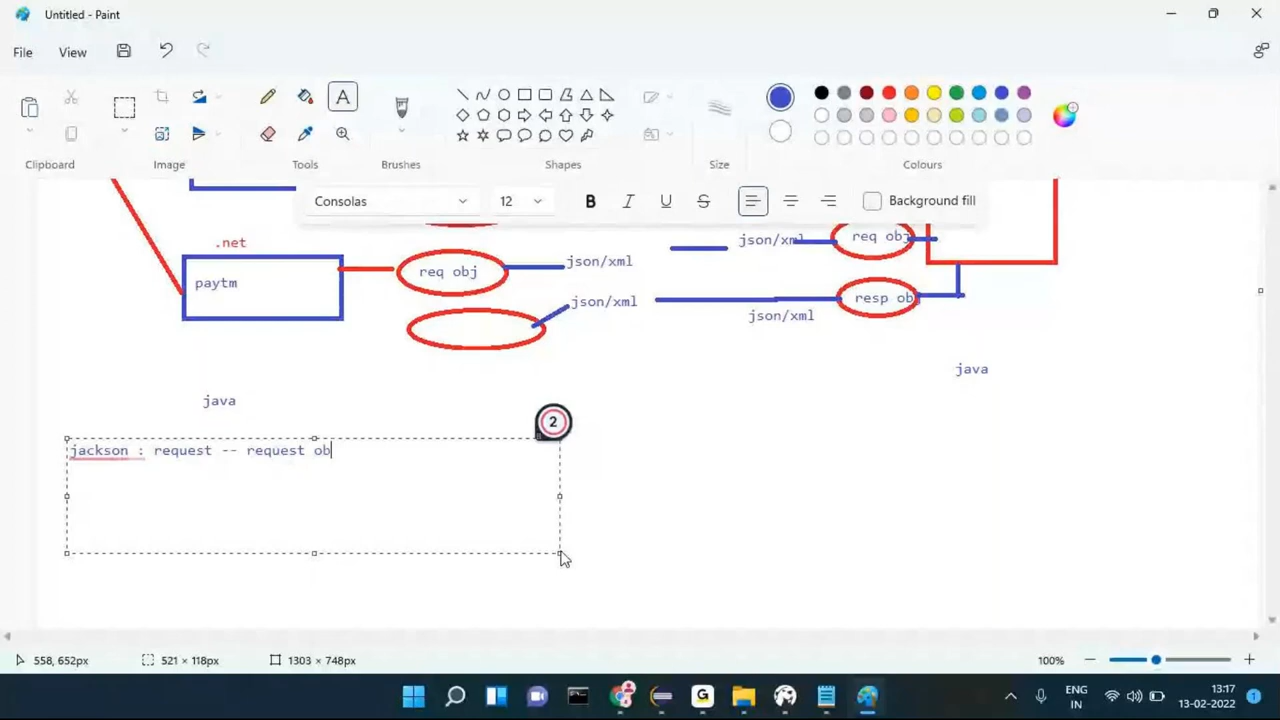 Untitled - Paint
File View
Clipboard Image Tools Brushes Shapes Size Colours
Consolas 12 B I U S Background fill
.net
json/xml req obj
paytm req obj json/xml
json/xml resp ob
json/xml
java
java
2
jackson : request -- request ob
558, 652px 521 × 118px 1303 × 748px 100%
ENG
IN
13:17
13-02-2022
1